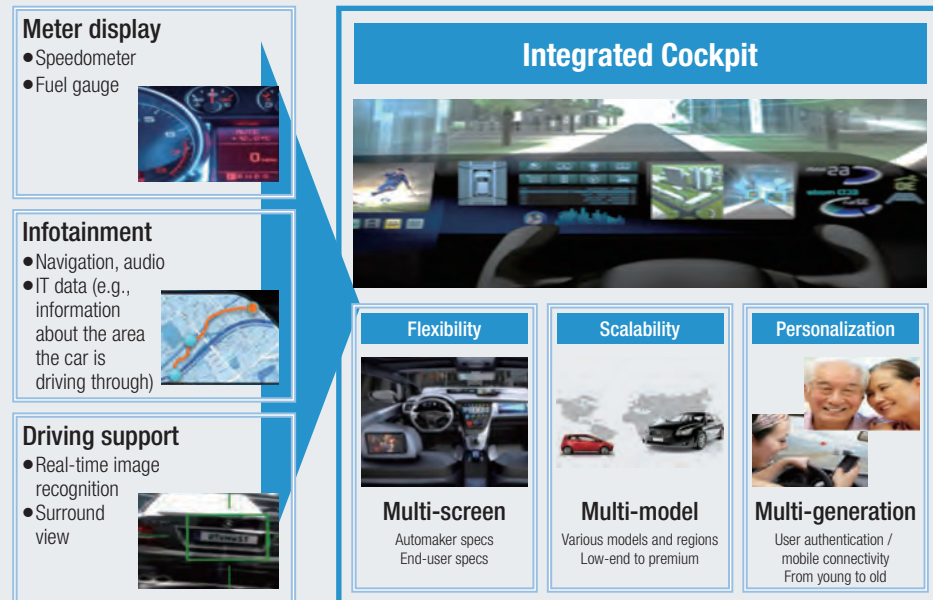 Meter display
●Speedometer
●Fuel gauge
Infotainment
●Navigation, audio
●IT data (e.g.,
information
about the area
the car is
driving through)
Driving support
●Real-time image
recognition
●Surround
view
Integrated Cockpit
Flexibility
Multi-screen
Automaker specs
End-user specs
Scalability
Multi-model
Various models and regions
Low-end to premium
Personalization
Multi-generation
User authentication /
mobile connectivity
From young to old